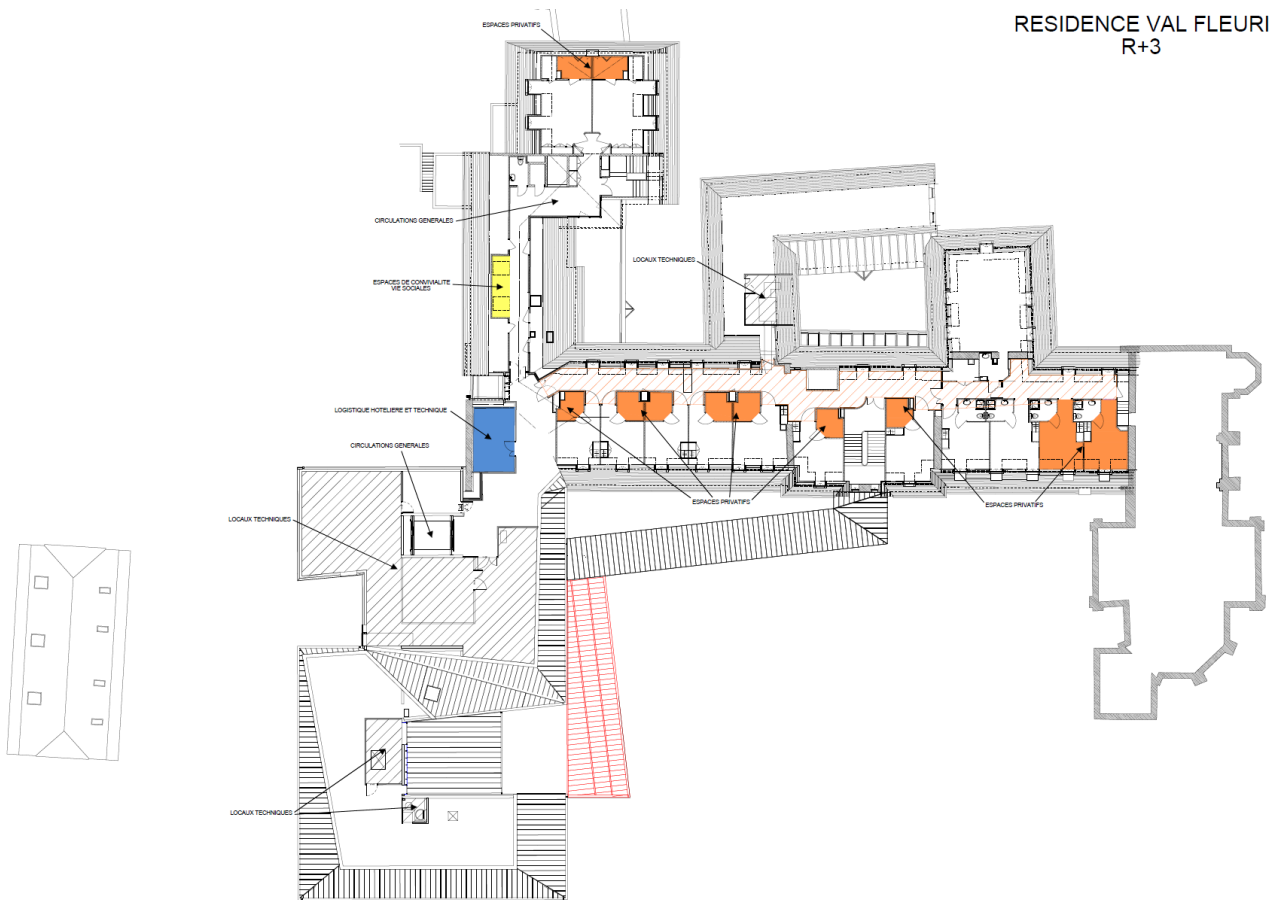 RESIDENCE VAL FLEURI
R+3
ESPACES PRIVATIFS
CIRCULATIONS GENERALES
LOCAUX TECHNIQUES
ESPACES DE CONVIVIALITE
VIE SOCIALES
LOGISTIQUE HOTELIERE ET TECHNIQUE
CIRCULATIONS GENERALES
ESPACES PRIVATIFS
ESPACES PRIVATIFS
LOCAUX TECHNIQUES
LOCAUX TECHNIQUES